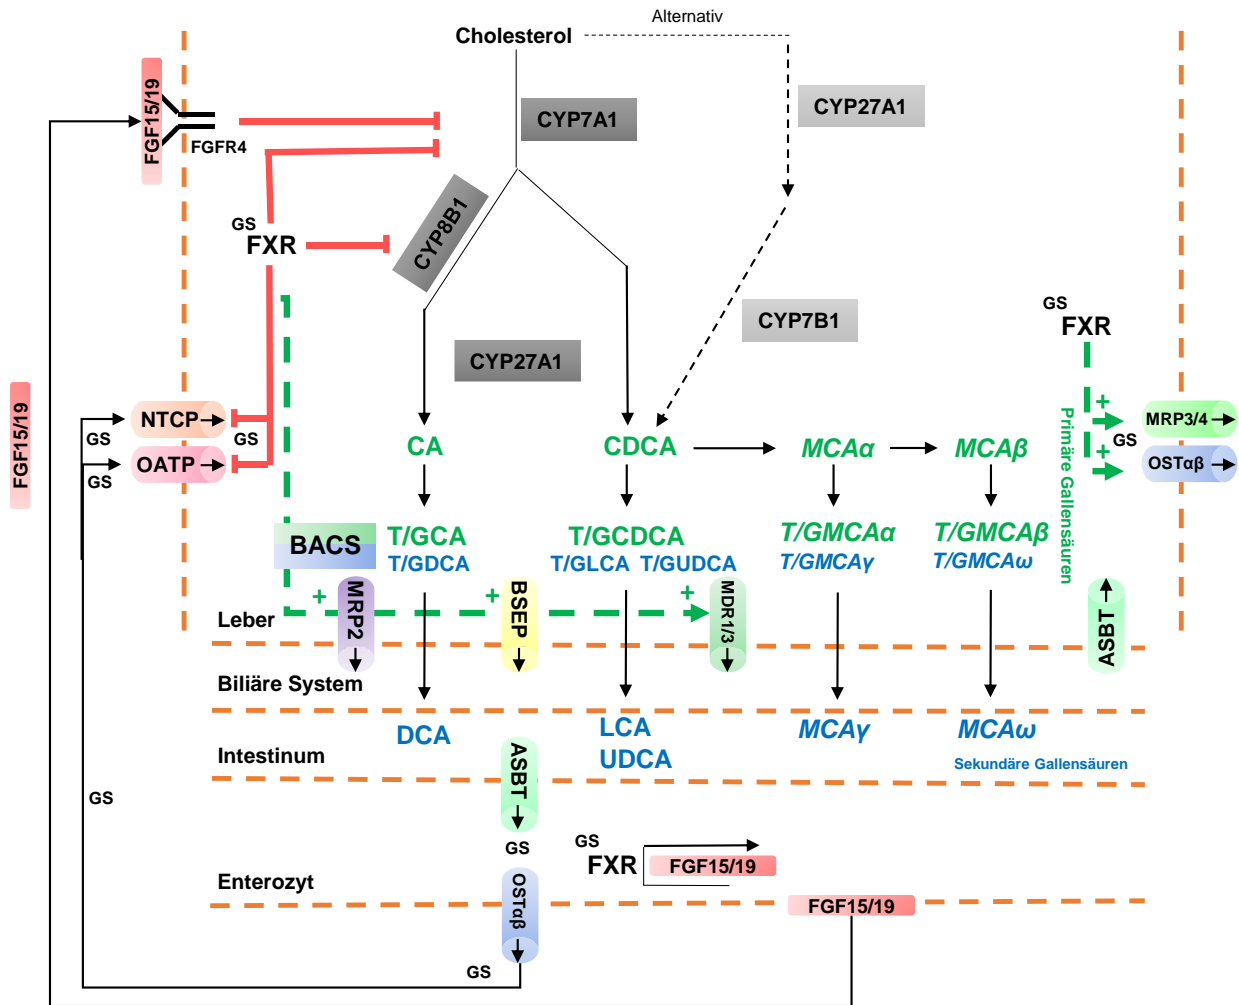 Alternativ
Cholesterol
FGF15/19
FGFR4
CYP7A1
CYP27A1
CYP8B1
GS
FXR
CYP7B1
CYP27A1
GS
FXR
FGF15/19
NTCP
GS
GS
OATP
GS
CA
CDCA
MCAα
MCAβ
Primäre Gallensäuren
+
+
GS
MRP3/4
OSTαβ
BACS
T/GCA
T/GDCA
T/GCDCA
T/GLCA
T/GUDCA
T/GMCAα
T/GMCAγ
T/GMCAβ
T/GMCAω
+
MRP2
+
BSEP
+
MDR1/3
ASBT
Leber
Biliäre System
DCA
LCA
UDCA
MCAγ
MCAω
Intestinum
ASBT
Sekundäre Gallensäuren
GS
GS
GS
FXR
FGF15/19
Enterozyt
OSTαβ
FGF15/19
GS